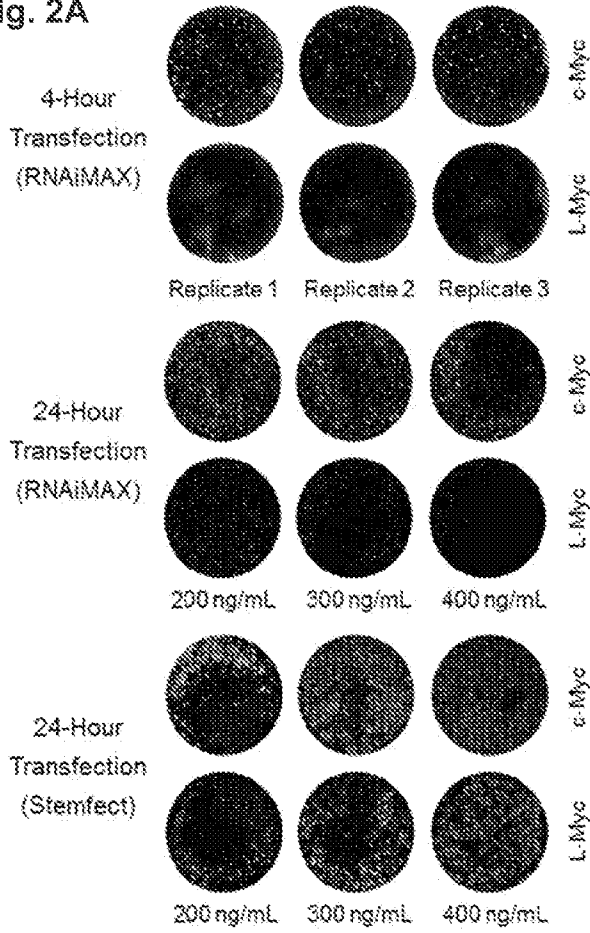 ig. 2A
4-Hour
Transfection
(RNAiMAX)
c-Myc
L-Myc
Replicate 1 Replicate 2 Replicate 3
24-Hour
Transfection
(RNAiMAX)
c-Myc
L-Myc
200 ng/mL 300 ng/mL 400 ng/mL
24-Hour
Transfection
(Stemfect)
c-Myc
L-Myc
200 ng/mL 300 ng/mL 400 ng/mL